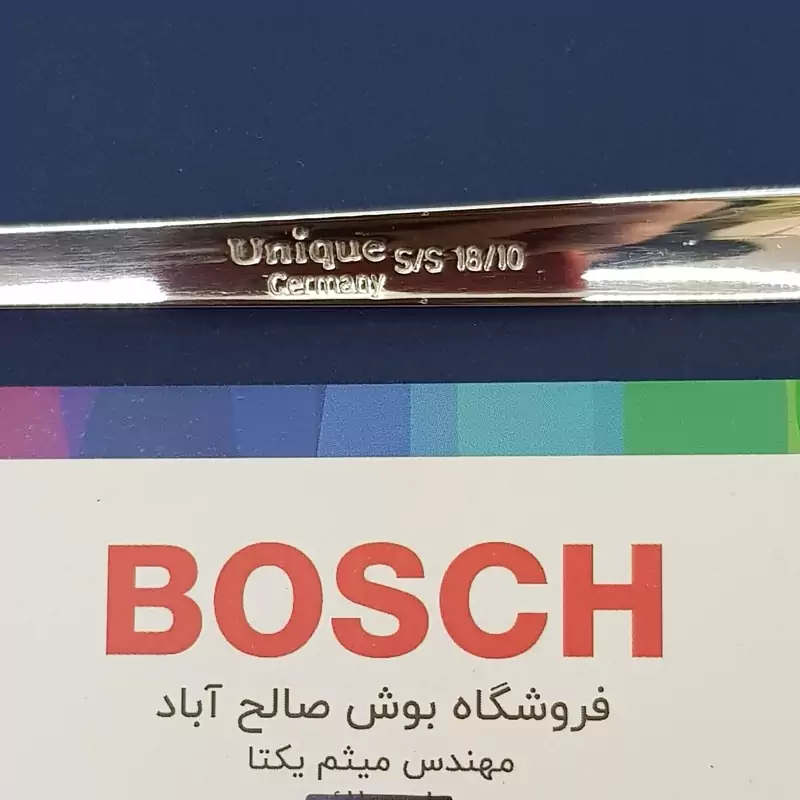 Unique S/S 18/10
Germany
BOSCH
فروشگاه بوش صالح آباد
مهندس میثم یکتا